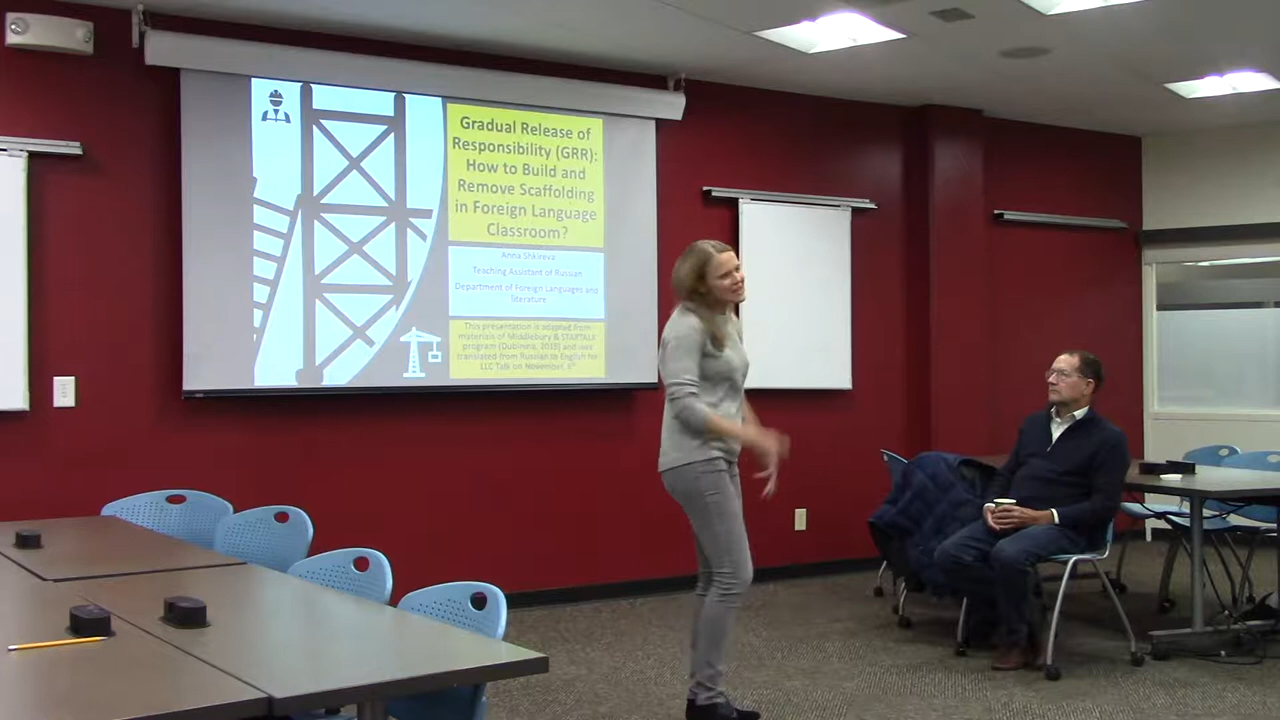 Gradual Release of
Responsibility (GRR):
How to Build and
Remove Scaffolding
in Foreign Language
Classroom?
Anna Shkireva
Teaching Assistant of Russian
Department of Foreign Languages and
literature
This presentation is adapted from
materials of Middlebury & STARTALK
program (Dubinina, 2019) and was
translated from Russian to English for
LLC Talk on November, 6th